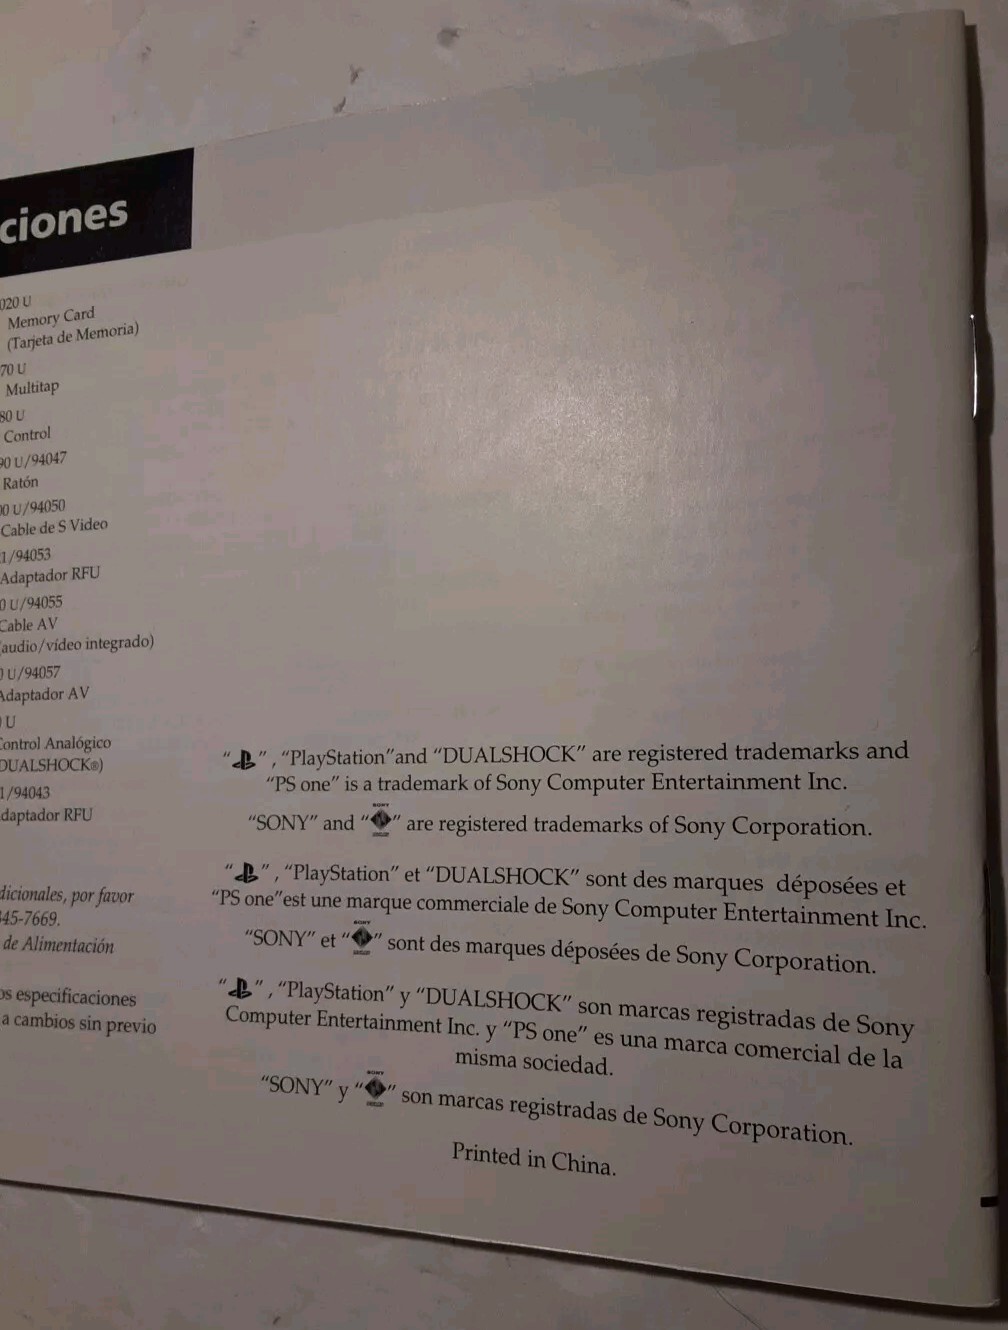 ciones
020 U
Memory Card
(Tarjeta de Memoria)
70 U
Multitap
80 U
Control
90 U/94047
Ratón
00 U/94050
Cable de S Video
1/94053
Adaptador RFU
0 U/94055
Cable AV
(audio/vídeo integrado)
0 U/94057
Adaptador AV
U
Control Analógico
DUALSHOCK®)
1/94043
daptador RFU
dicionales, por favor
345-7669.
de Alimentación
os especificaciones
a cambios sin previo
“ ”, “PlayStation”and “DUALSHOCK” are registered trademarks and
“PS one” is a trademark of Sony Computer Entertainment Inc.
“SONY” and “ ” are registered trademarks of Sony Corporation.
“ ”, “PlayStation” et “DUALSHOCK” sont des marques déposées et
“PS one”est une marque commerciale de Sony Computer Entertainment Inc.
“SONY” et “ ” sont des marques déposées de Sony Corporation.
“ ”, “PlayStation” y “DUALSHOCK” son marcas registradas de Sony
Computer Entertainment Inc. y “PS one” es una marca comercial de la
misma sociedad.
“SONY” y “ ” son marcas registradas de Sony Corporation.
Printed in China.